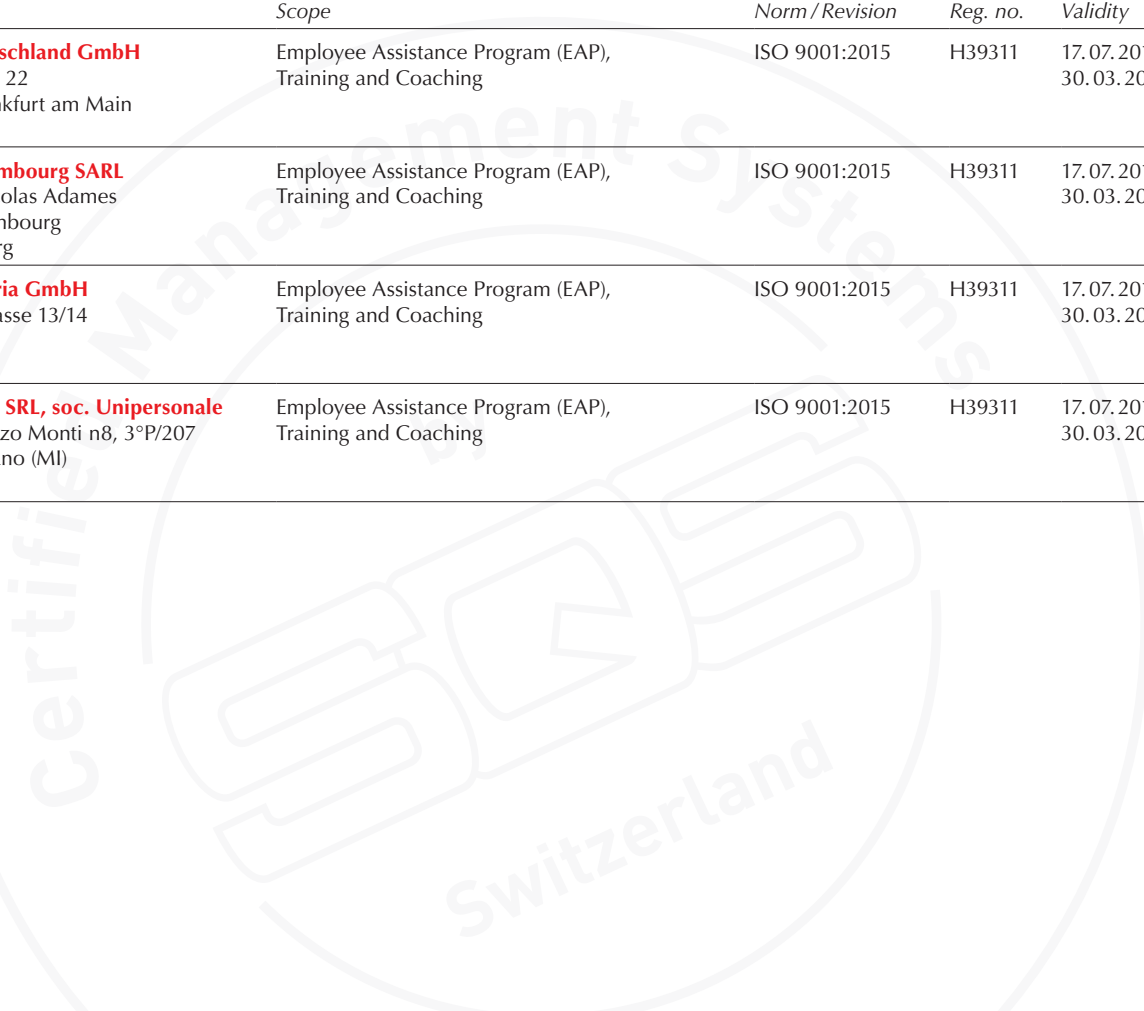 Scope Norm / Revision Reg. no. Validity
schland GmbH Employee Assistance Program (EAP), ISO 9001:2015 H39311 17.07.201
22 Training and Coaching 30.03.20
kfurt am Main
mbourg SARL Employee Assistance Program (EAP), ISO 9001:2015 H39311 17.07.201
olas Adames Training and Coaching 30.03.20
nbourg
rg
ria GmbH Employee Assistance Program (EAP), ISO 9001:2015 H39311 17.07.201
asse 13/14 Training and Coaching 30.03.20
SRL, soc. Unipersonale Employee Assistance Program (EAP), ISO 9001:2015 H39311 17.07.201
zo Monti n8, 3°P/207 Training and Coaching 30.03.20
no (MI)
Certified Management Systems
by
SQS
Switzerland